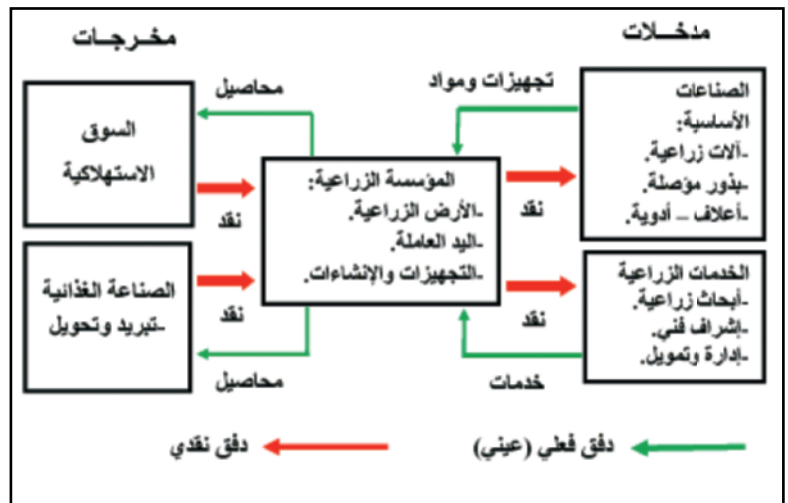 مدخـــلات
مخـرجـات
تجهيزات ومواد
محاصيل
الصناعات
الأساسية:
-آلات زراعية.
-بذور مؤصلة.
-أعلاف – أدوية.
نقد
المؤسسة الزراعية:
-الأرض الزراعية.
-اليد العاملة.
-التجهيزات والإنشاءات.
السوق
الاستهلاكية
نقد
الخدمات الزراعية
-أبحاث زراعية.
-إشراف فني.
-إدارة وتمويل.
نقد
خدمات
الصناعة الغذائية
-تبريد وتحويل
نقد
محاصيل
دفق فعلي (عيني)
دفق نقدي